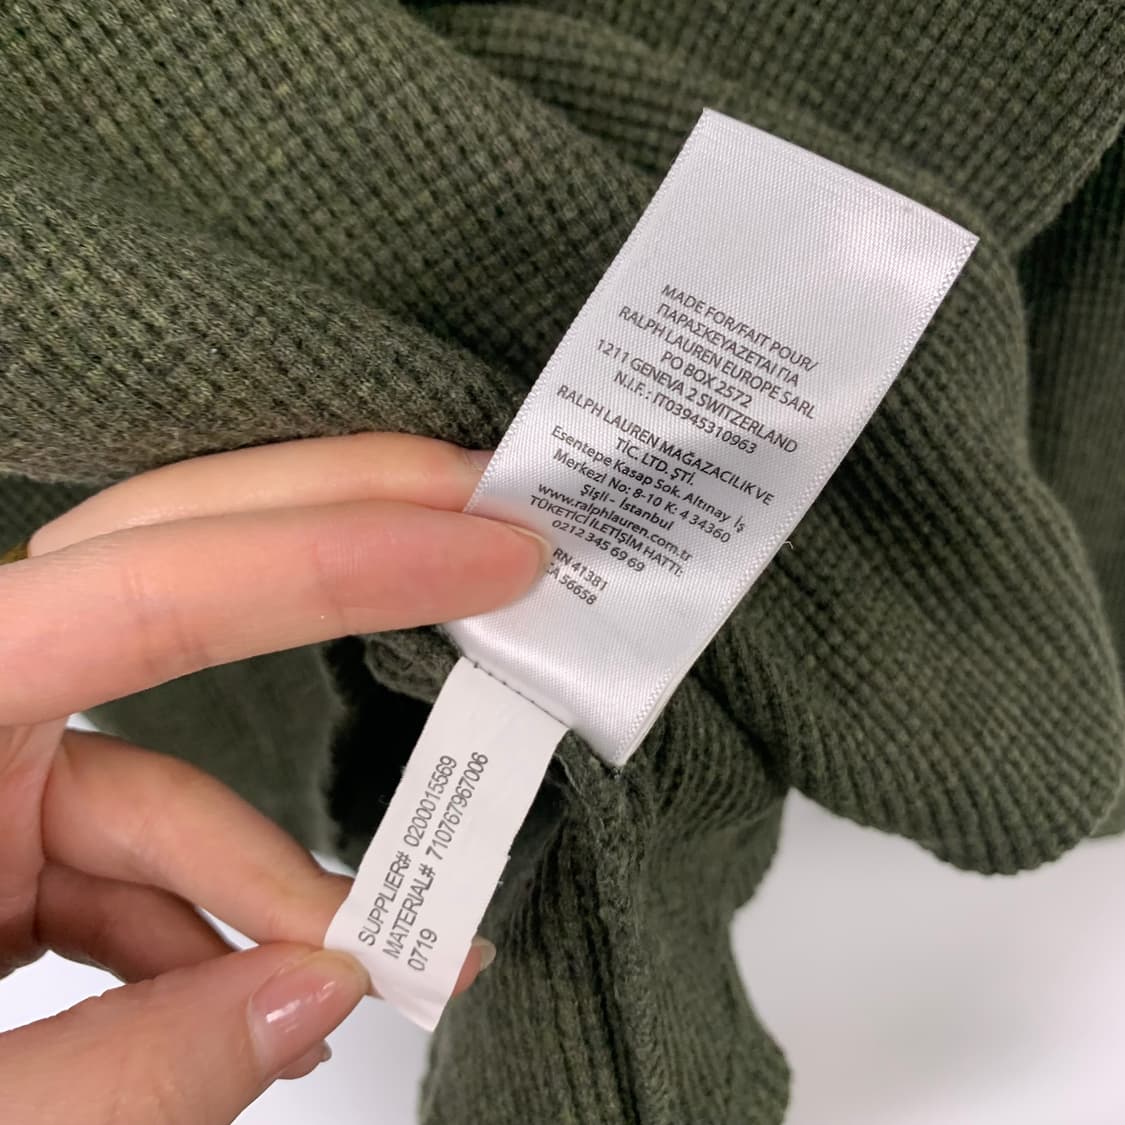 MADE FOR/FAIT POUR/
ΠΑΡΑΣΚΕΥΑΖΕΤΑΙ ΓΙΑ
RALPH LAUREN EUROPE SARL
PO BOX 2572
1211 GENEVA 2 SWITZERLAND
N.I.F.: IT03945310963
RALPH LAUREN MAĞAZACILIK VE
TİC. LTD. ŞTİ.
Esentepe Kasap Sok. Altınay İş
Merkezi No: 8-10 K: 4 34360
Şişli - İstanbul
www.ralphlauren.com.tr
TÜKETİCİ İLETİŞİM HATTI:
0212 345 69 69
RN 41381
CA 56658
SUPPLIER# 0200015569
MATERIAL# 710767967006
0719